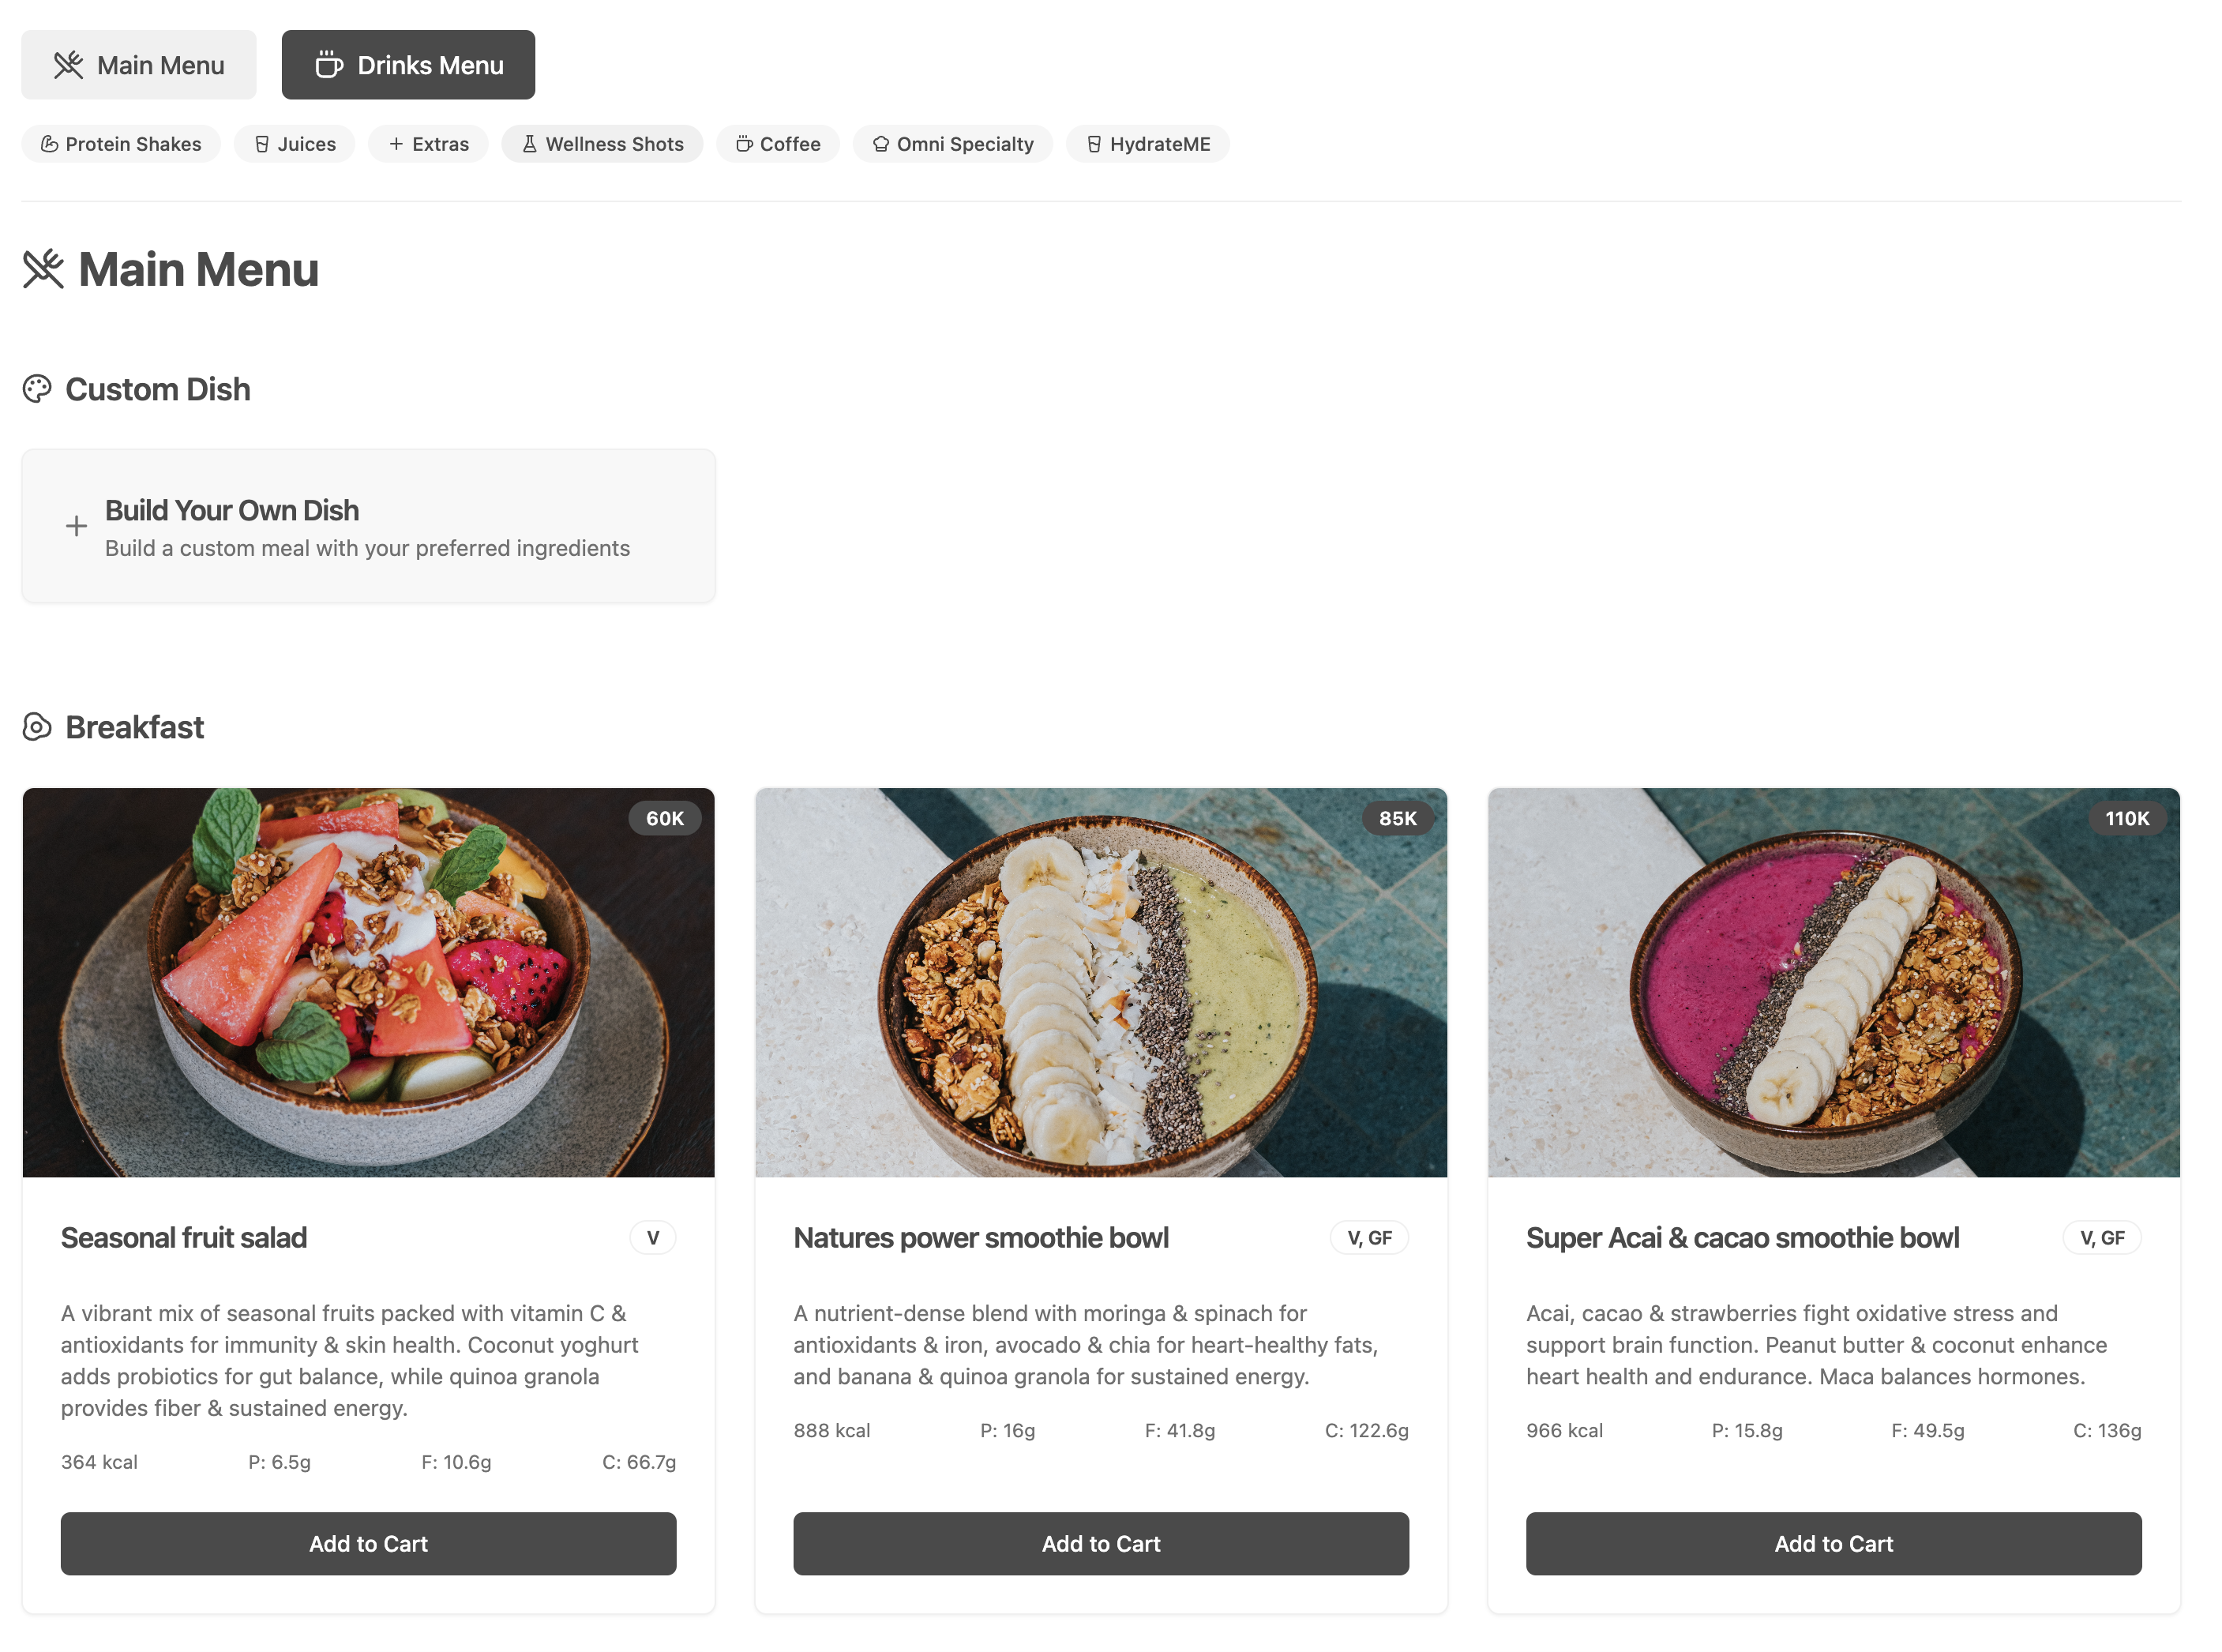 Main Menu
Drinks Menu
Protein Shakes
Juices
Extras
Wellness Shots
Coffee
Omni Specialty
HydrateME
Main Menu
Custom Dish
Build Your Own Dish
Build a custom meal with your preferred ingredients
Breakfast
60K
Seasonal fruit salad
V
A vibrant mix of seasonal fruits packed with vitamin C &
antioxidants for immunity & skin health. Coconut yoghurt
adds probiotics for gut balance, while quinoa granola
provides fiber & sustained energy.
364 kcal P: 6.5g F: 10.6g C: 66.7g
Add to Cart
85K
Natures power smoothie bowl
V, GF
A nutrient-dense blend with moringa & spinach for
antioxidants & iron, avocado & chia for heart-healthy fats,
and banana & quinoa granola for sustained energy.
888 kcal P: 16g F: 41.8g C: 122.6g
Add to Cart
110K
Super Acai & cacao smoothie bowl
V, GF
Acai, cacao & strawberries fight oxidative stress and
support brain function. Peanut butter & coconut enhance
heart health and endurance. Maca balances hormones.
966 kcal P: 15.8g F: 49.5g C: 136g
Add to Cart